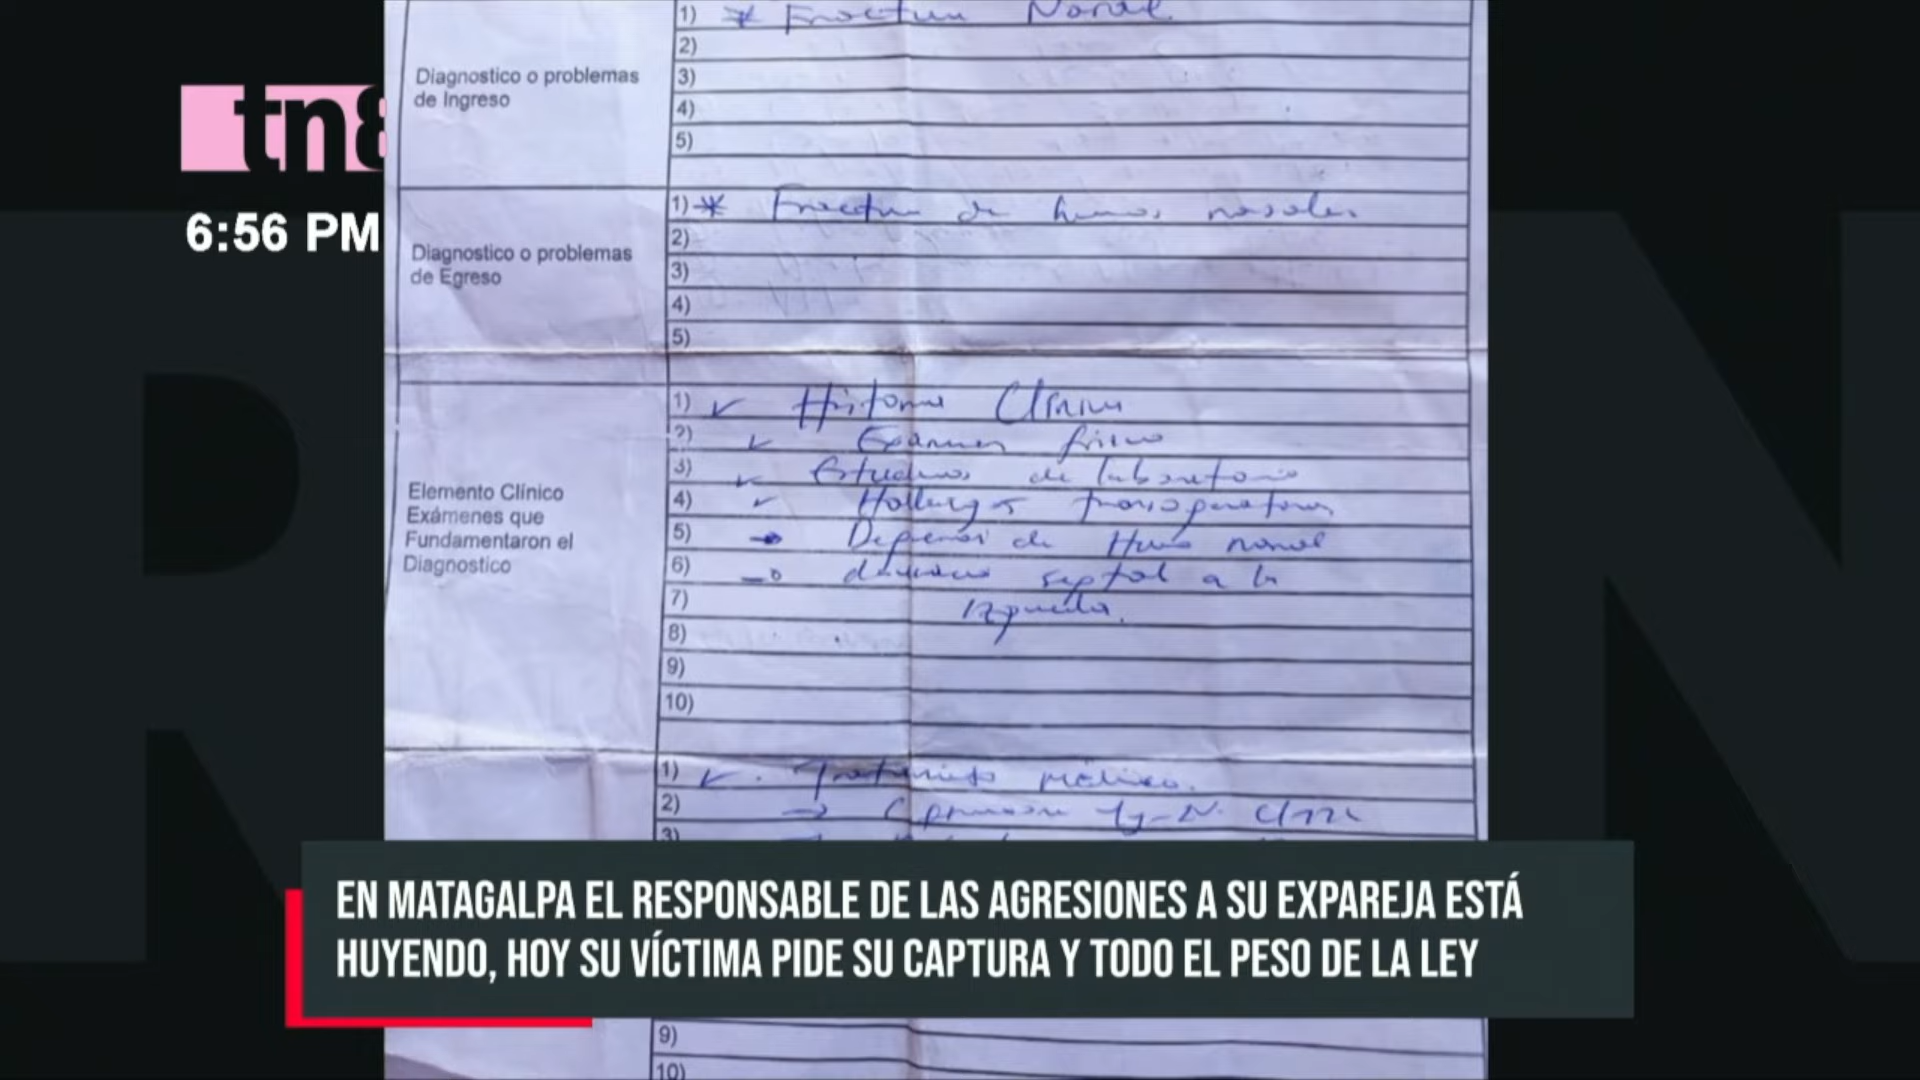 1) * Fractura Nasal
2)
Diagnostico o problemas
de Ingreso
3)
4)
5)
tn8
6:56 PM
1) * Fractura de huesos nasales
2)
Diagnostico o problemas
de Egreso
3)
4)
5)
1) Historia Clínica
2) Examen físico
3) Estudios de laboratorio
4) Hallazgos transoperatorios
Elemento Clínico
Exámenes que
Fundamentaron el
Diagnostico
5) de Hueso nasal
6) septal a la
7) izquierda.
8)
9)
10)
1) Tratamiento médico.
2)
3)
EN MATAGALPA EL RESPONSABLE DE LAS AGRESIONES A SU EXPAREJA ESTÁ
HUYENDO, HOY SU VÍCTIMA PIDE SU CAPTURA Y TODO EL PESO DE LA LEY
9)
10)